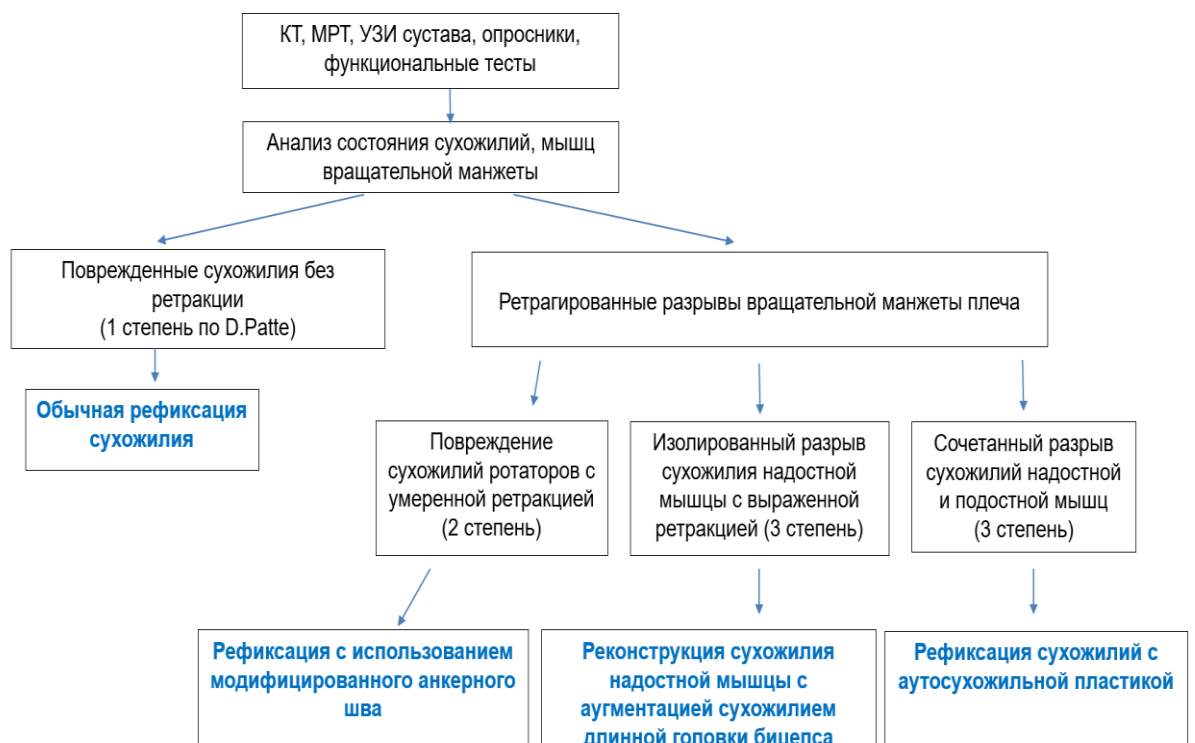 КТ, МРТ, УЗИ сустава, опросники,
функциональные тесты
Анализ состояния сухожилий, мышц
вращательной манжеты
Поврежденные сухожилия без
ретракции
(1 степень по D.Patte)
Ретрагированные разрывы вращательной манжеты плеча
Обычная рефиксация
сухожилия
Повреждение
сухожилий ротаторов с
умеренной ретракцией
(2 степень)
Изолированный разрыв
сухожилия надостной
мышцы с выраженной
ретракцией (3 степень)
Сочетанный разрыв
сухожилий надостной
и подостной мышц
(3 степень)
Рефиксация с использованием
модифицированного анкерного
шва
Реконструкция сухожилия
надостной мышцы с
аугментацией сухожилием
длинной головки бицепса
Рефиксация сухожилий с
аутосухожильной пластикой